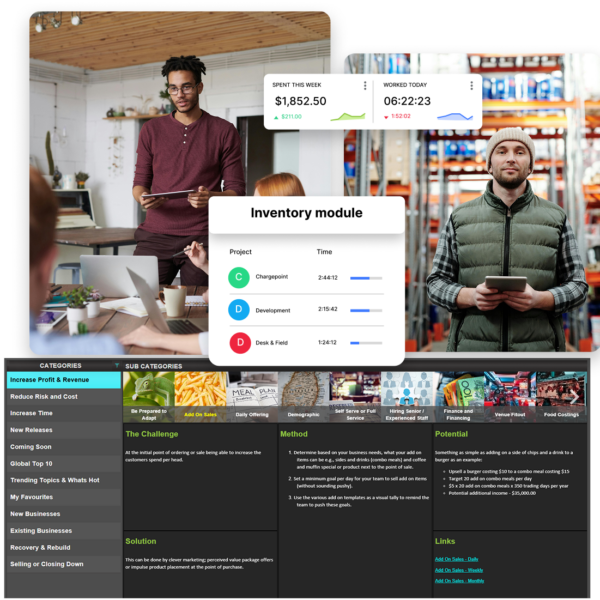 SPENT THIS WEEK
$1,852.50
$211.00
WORKED TODAY
06:22:23
1:52:02
Inventory module
Project Time
C Chargepoint 2:44:12
D Development 2:15:42
D Desk & Field 1:24:12
CATEGORIES
Increase Profit & Revenue
Reduce Risk and Cost
Increase Time
New Releases
Coming Soon
Global Top 10
Trending Topics & Whats Hot
My Favourites
New Businesses
Existing Businesses
Recovery & Rebuild
Selling or Closing Down
SUB CATEGORIES
MEAL PLAN
Be Prepared to
Adapt
Add On Sales
Daily Offering
Demographic
Self Serve or Full
Service
Hiring Senior /
Experienced Staff
Finance and
Financing
Venue Fitout
Food Costings
The Challenge
At the initial point of ordering or sale being able to increase the
customers spend per head.
Solution
This can be done by clever marketing; perceived value package offers
or impulse product placement at the point of purchase.
Method
1. Determine based on your business needs, what your add on
items can be e.g., sides and drinks (combo meals) and coffee
and muffin special or product next to the point of sale.
2. Set a minimum goal per day for your team to sell add on items
(without sounding pushy),
3. Use the various add on templates as a visual tally to remind the
team to push these goals.
Potential
Something as simple as adding on a side of chips and a drink to a
burger as an example:
Upsell a burger costing $10 to a combo meal costing $15
Target 20 add on combo meals per day
$5 x 20 add on combo meals x 350 trading days per year
Potential additional income - $35,000.00
Links
Add On Sales - Daily
Add On Sales - Weekly
Add On Sales - Monthly